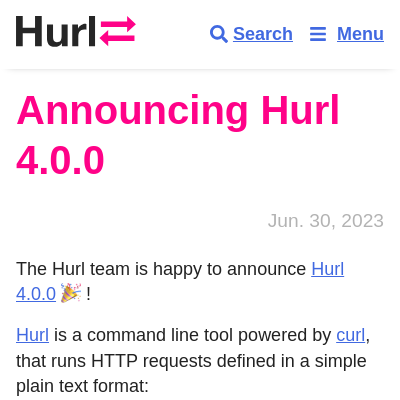 Hurl
Search Menu
Announcing Hurl
4.0.0
Jun. 30, 2023
The Hurl team is happy to announce Hurl
4.0.0 🎉 !
Hurl is a command line tool powered by curl,
that runs HTTP requests defined in a simple
plain text format: